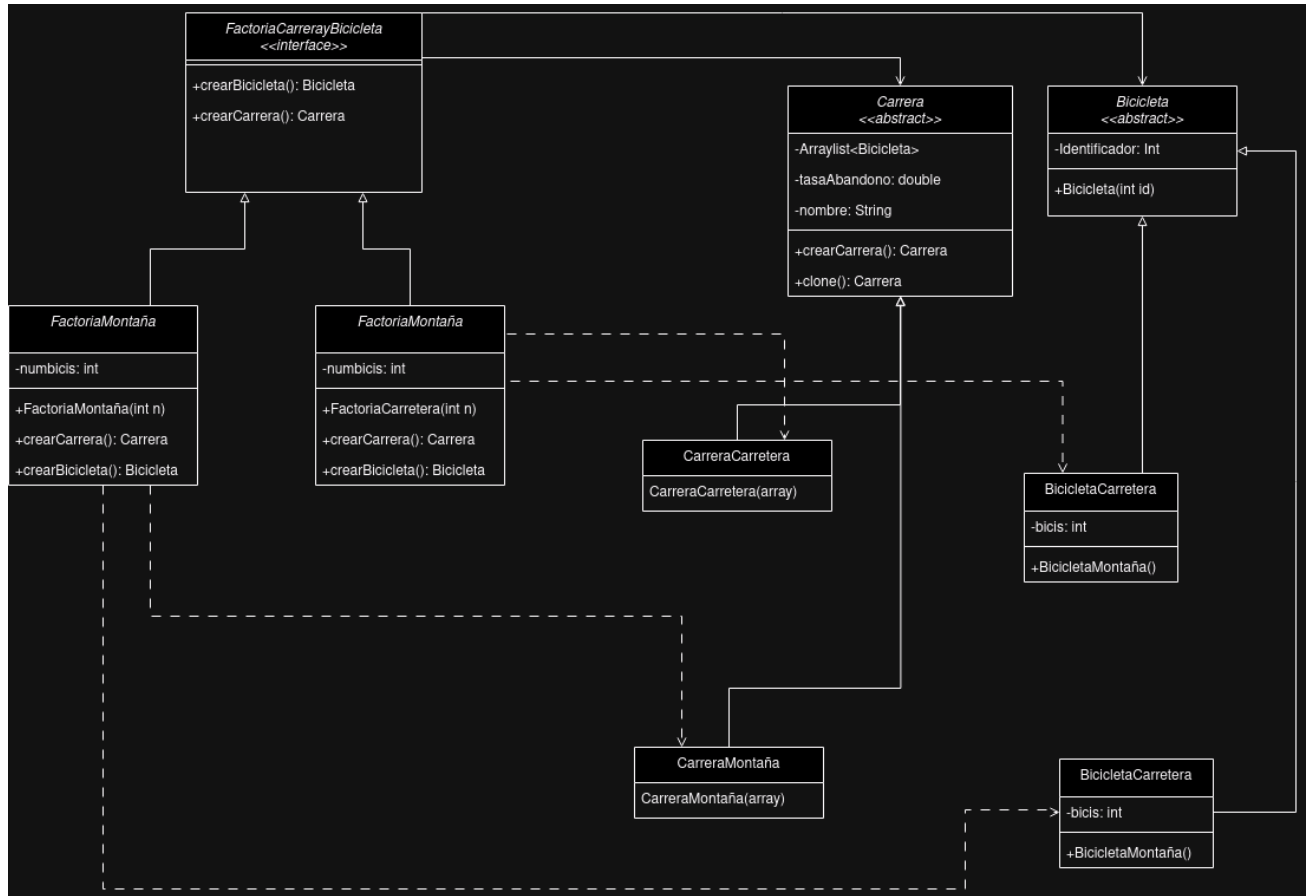 FactoriaCarrerayBicicleta
<<interface>>
+crearBicicleta(): Bicicleta
+crearCarrera(): Carrera
Carrera
<<abstract>>
-Arraylist<Bicicleta>
-tasaAbandono: double
-nombre: String
+crearCarrera(): Carrera
+clone(): Carrera
Bicicleta
<<abstract>>
-Identificador: Int
+Bicicleta(int id)
FactoriaMontaña
-numbicis: int
+FactoriaMontaña(int n)
+crearCarrera(): Carrera
+crearBicicleta(): Bicicleta
FactoriaMontaña
-numbicis: int
+FactoriaCarretera(int n)
+crearCarrera(): Carrera
+crearBicicleta(): Bicicleta
CarreraCarretera
CarreraCarretera(array)
BicicletaCarretera
-bicis: int
+BicicletaMontaña()
CarreraMontaña
CarreraMontaña(array)
BicicletaCarretera
-bicis: int
+BicicletaMontaña()